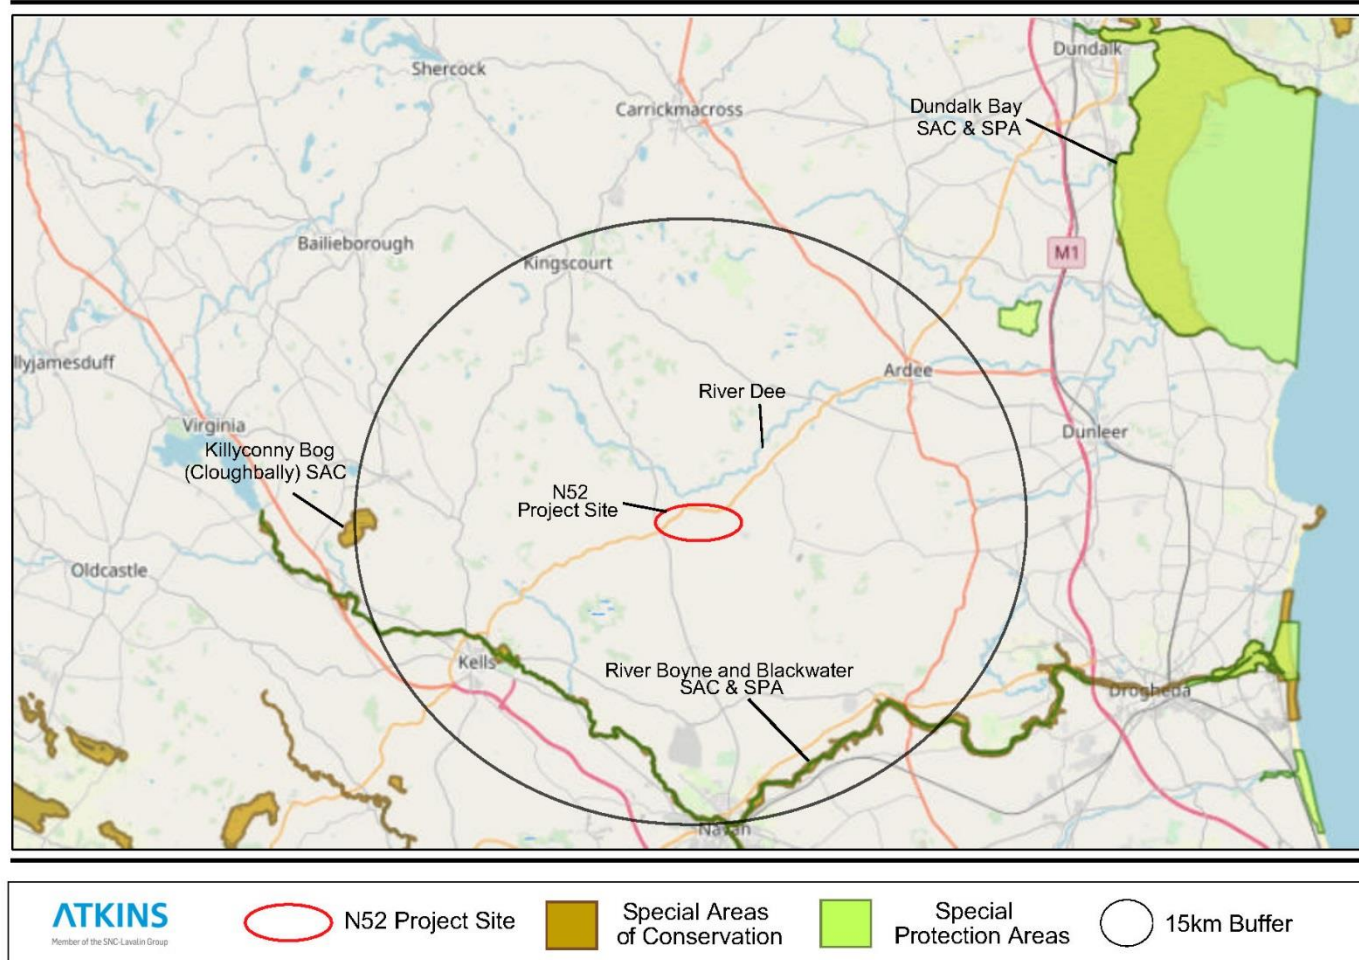 Dundalk
Shercock
Carrickmacross
Dundalk Bay
SAC & SPA
Bailieborough
M1
Kingscourt
llyjamesduff
Ardee
River Dee
Virginia
Dunleer
Killyconny Bog
(Cloughbally) SAC
N52
Project Site
Oldcastle
Kells
River Boyne and Blackwater
SAC & SPA
Drogheda
Navan
ATKINS
Member of the SNC-Lavalin Group
N52 Project Site
Special Areas
of Conservation
Special
Protection Areas
15km Buffer